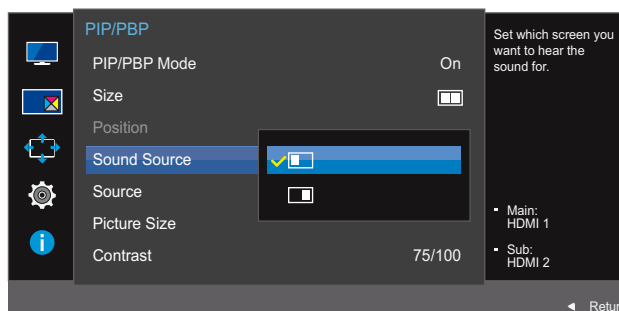 PIP/PBP
PIP/PBP Mode On
Size
Position
Sound Source
Source
Picture Size
Contrast 75/100
Set which screen you
want to hear the
sound for.
Main:
HDMI 1
Sub:
HDMI 2
Retur